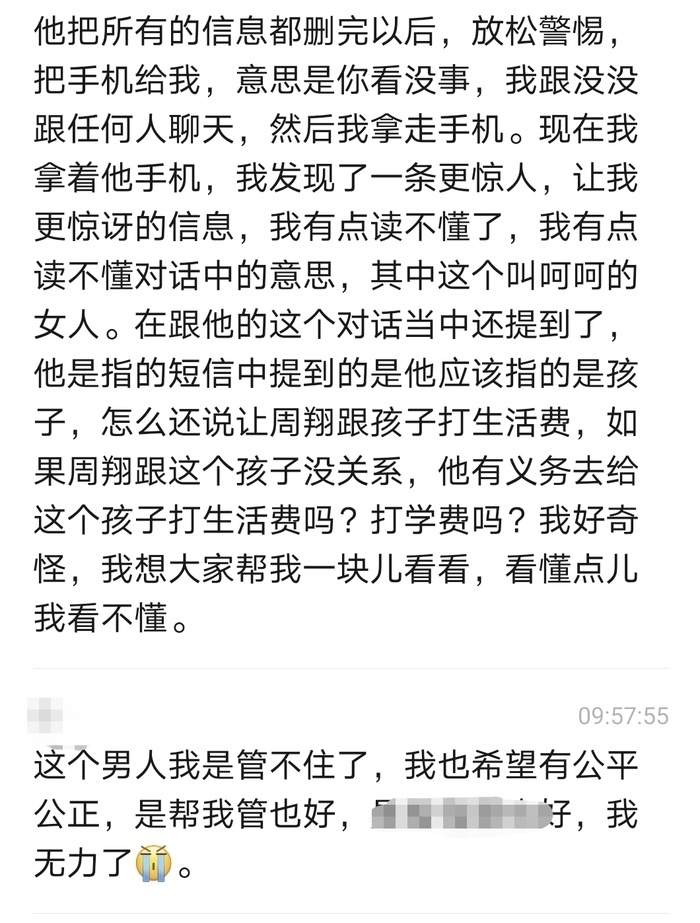 他把所有的信息都删完以后，放松警惕，
把手机给我，意思是你看没事，我跟没没
跟任何人聊天，然后我拿走手机。现在我
拿着他手机，我发现了一条更惊人，让我
更惊讶的信息，我有点读不懂了，我有点
读不懂对话中的意思，其中这个叫呵呵的
女人。在跟他的这个对话当中还提到了，
他是指的短信中提到的是他应该指的是孩
子，怎么还说让周翔跟孩子打生活费，如
果周翔跟这个孩子没关系，他有义务去给
这个孩子打生活费吗？打学费吗？我好奇
怪，我想大家帮我一块儿看看，看懂点儿
我看不懂。
09:57:55
这个男人我是管不住了，我也希望有公平
公正，是帮我管也好，好，我
无力了😭。